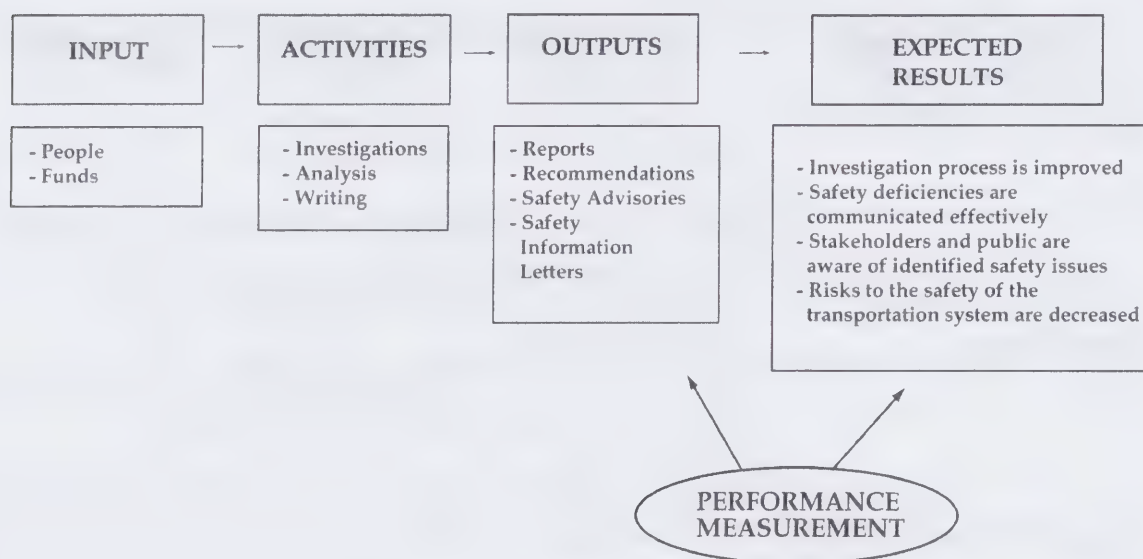 INPUT
ACTIVITIES
OUTPUTS
EXPECTED
RESULTS
- People
- Funds
- Investigations
- Analysis
- Writing
- Reports
- Recommendations
- Safety Advisories
- Safety
Information
Letters
- Investigation process is improved
- Safety deficiencies are
communicated effectively
- Stakeholders and public are
aware of identified safety issues
- Risks to the safety of the
transportation system are decreased
PERFORMANCE
MEASUREMENT